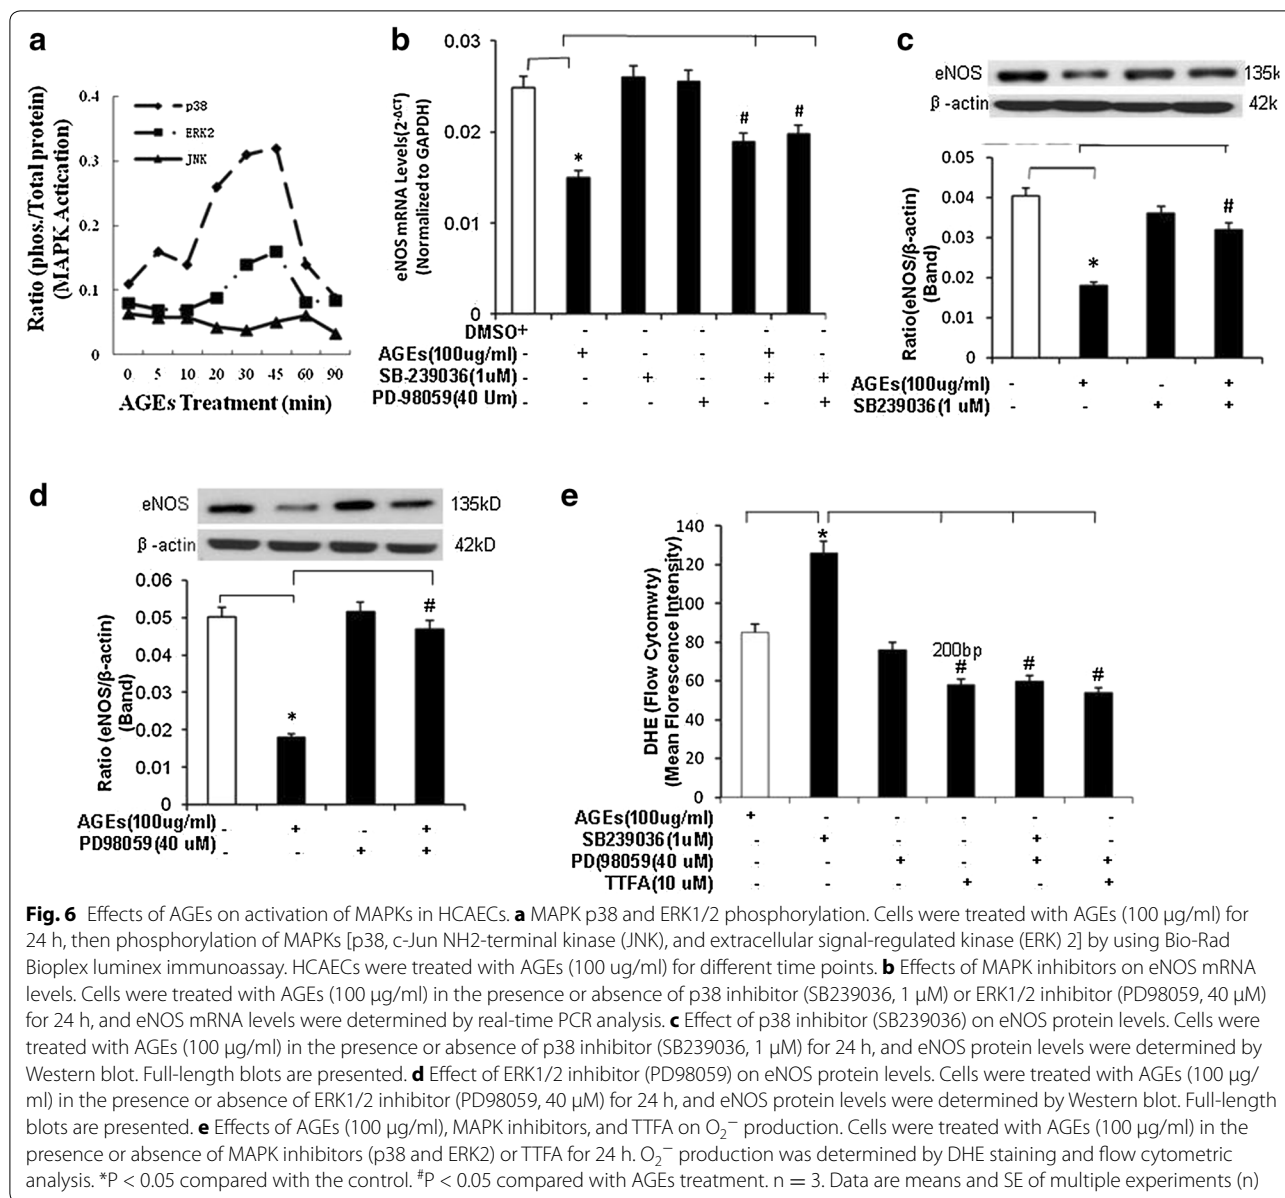 a
Ratio (phos./Total protein)
(MAPK Actication)
0.4
0.3
0.2
0.1
0
p38
ERK2
JNK
0 5 10 20 30 45 60 90
AGEs Treatment (min)
b
eNOS mRNA Levels(2-ΔCT)
(Normalized to GAPDH)
0.03
0.02
0.01
0
* # #
DMSO + - - - - -
AGEs(100ug/ml) - + - - + -
SB-239036(1uM) - - + - + +
PD-98059(40 Um) - - - + - +
c
eNOS 135k
β-actin 42k
Ratio(eNOS/β-actin)
(Band)
0.05
0.04
0.03
0.02
0.01
0
* #
AGEs(100ug/ml) - + - +
SB239036(1 uM) - - + +
d
eNOS 135kD
β-actin 42kD
Ratio (eNOS/β-actin)
(Band)
0.06
0.05
0.04
0.03
0.02
0.01
0
* #
AGEs(100ug/ml) - + - +
PD98059(40 uM) - - + +
e
DHE (Flow Cytomwty)
(Mean Florescence Intensity)
140
120
100
80
60
40
20
0
*
200bp
# # #
AGEs(100ug/ml) + - - - - -
SB239036(1uM) - + - - + -
PD(98059(40 uM) - - + - + +
TTFA(10 uM) - - - + - +
Fig. 6 Effects of AGEs on activation of MAPKs in HCAECs. a MAPK p38 and ERK1/2 phosphorylation. Cells were treated with AGEs (100 μg/ml) for
24 h, then phosphorylation of MAPKs [p38, c-Jun NH2-terminal kinase (JNK), and extracellular signal-regulated kinase (ERK) 2] by using Bio-Rad
Bioplex luminex immunoassay. HCAECs were treated with AGEs (100 ug/ml) for different time points. b Effects of MAPK inhibitors on eNOS mRNA
levels. Cells were treated with AGEs (100 μg/ml) in the presence or absence of p38 inhibitor (SB239036, 1 μM) or ERK1/2 inhibitor (PD98059, 40 μM)
for 24 h, and eNOS mRNA levels were determined by real-time PCR analysis. c Effect of p38 inhibitor (SB239036) on eNOS protein levels. Cells were
treated with AGEs (100 μg/ml) in the presence or absence of p38 inhibitor (SB239036, 1 μM) for 24 h, and eNOS protein levels were determined by
Western blot. Full-length blots are presented. d Effect of ERK1/2 inhibitor (PD98059) on eNOS protein levels. Cells were treated with AGEs (100 μg/
ml) in the presence or absence of ERK1/2 inhibitor (PD98059, 40 μM) for 24 h, and eNOS protein levels were determined by Western blot. Full-length
blots are presented. e Effects of AGEs (100 μg/ml), MAPK inhibitors, and TTFA on O2− production. Cells were treated with AGEs (100 μg/ml) in the
presence or absence of MAPK inhibitors (p38 and ERK2) or TTFA for 24 h. O2− production was determined by DHE staining and flow cytometric
analysis. *P < 0.05 compared with the control. #P < 0.05 compared with AGEs treatment. n = 3. Data are means and SE of multiple experiments (n)